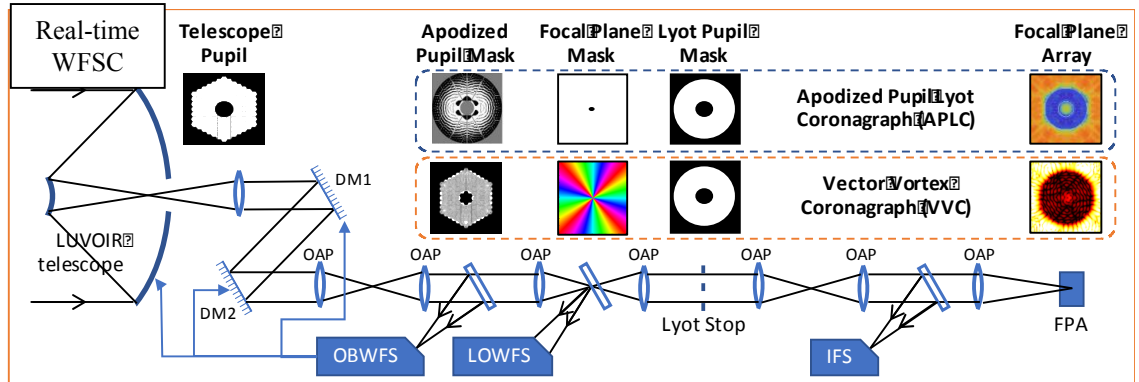 Real-time
WFSC
Telescope
Pupil
Apodized
Pupil Mask
Focal Plane
Mask
Lyot Pupil
Mask
Focal Plane
Array
Apodized Pupil Lyot
Coronagraph (APLC)
Vector Vortex
Coronagraph (VVC)
DM1
LUVOIR
telescope
DM2
OAP
OAP
OAP
OAP
OAP
OAP
OAP
Lyot Stop
FPA
OBWFS
LOWFS
IFS